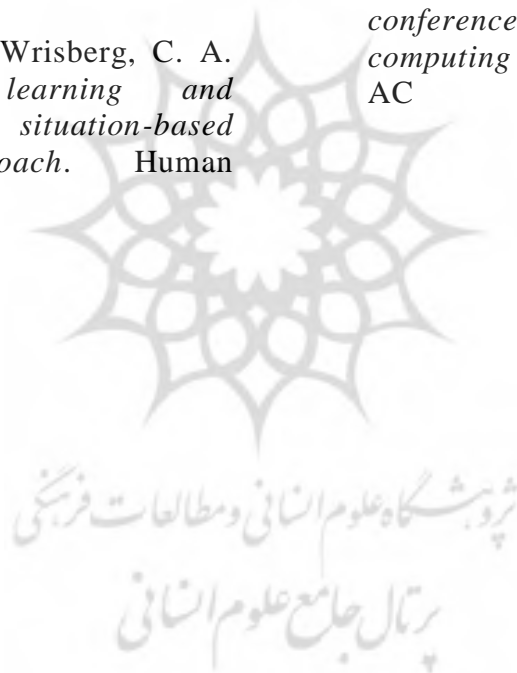 Wrisberg, C. A.
learning and
situation-based
oach. Human
conference
computing
AC
پژوهشگاه علوم انسانی و مطالعات فرهنگی
پرتال جامع علوم انسانی